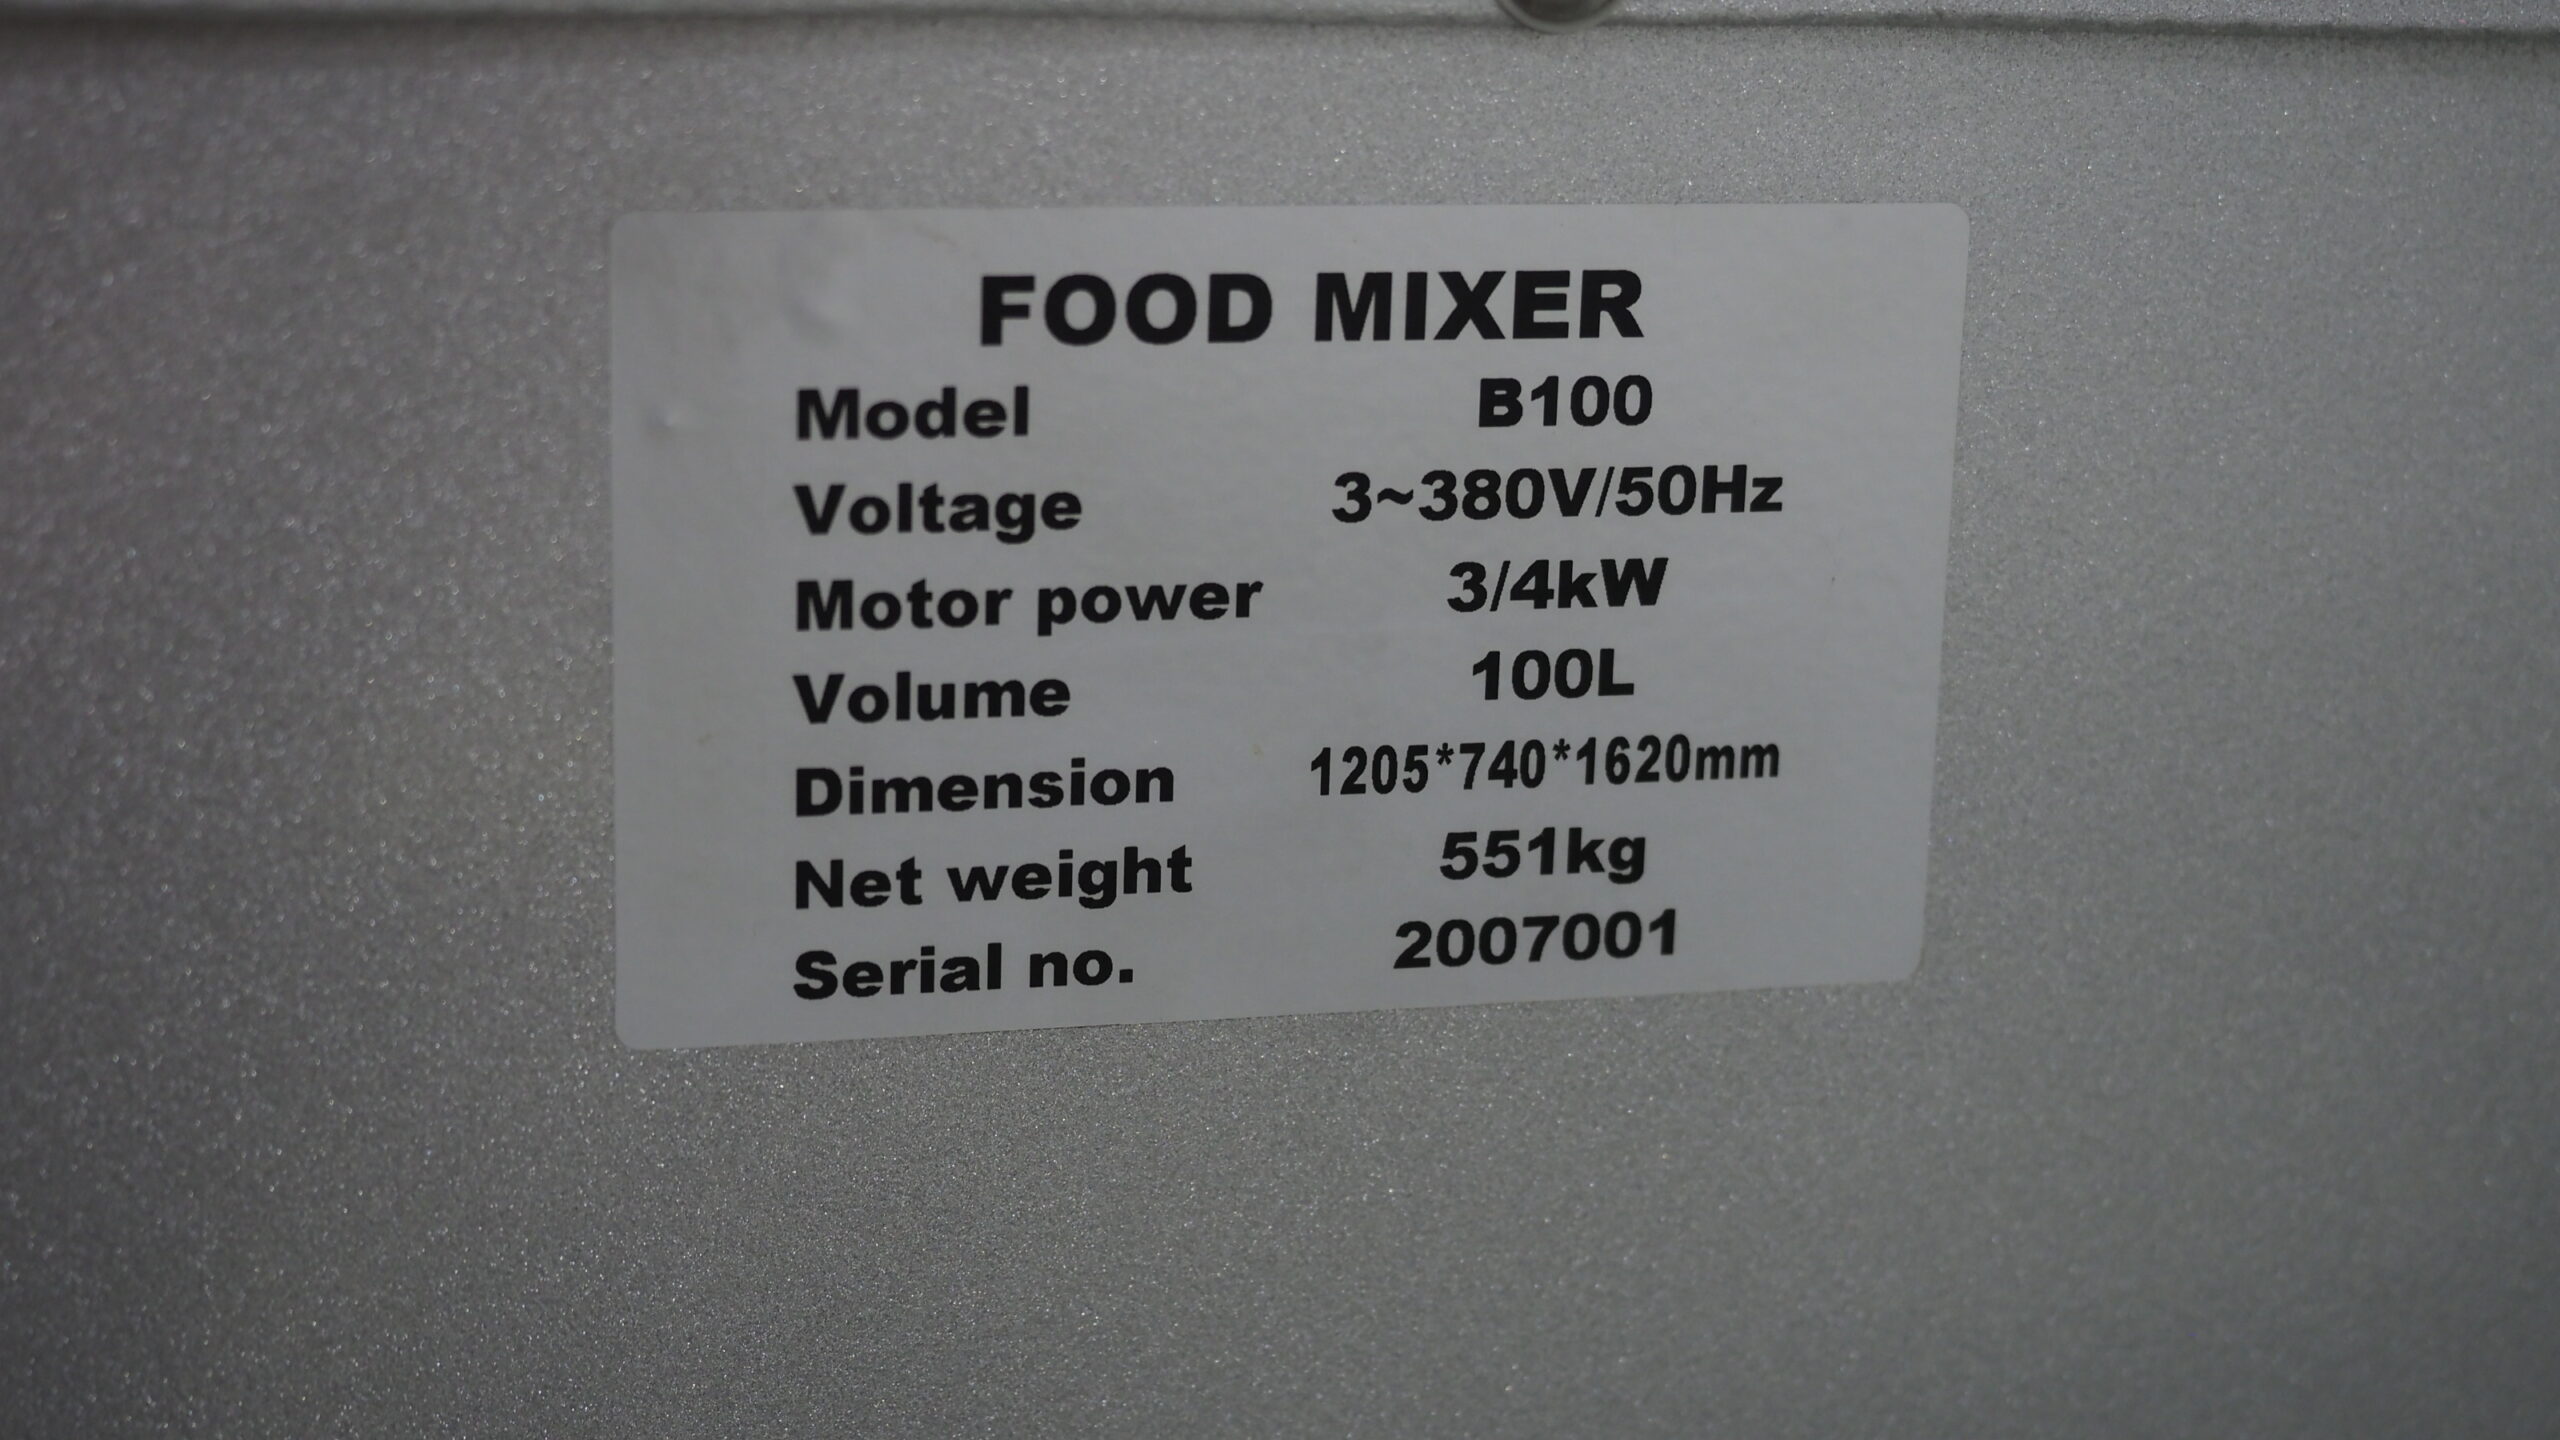 FOOD MIXER
Model B100
Voltage 3~380V/50Hz
Motor power 3/4kW
Volume 100L
Dimension 1205*740*1620mm
Net weight 551kg
Serial no. 2007001